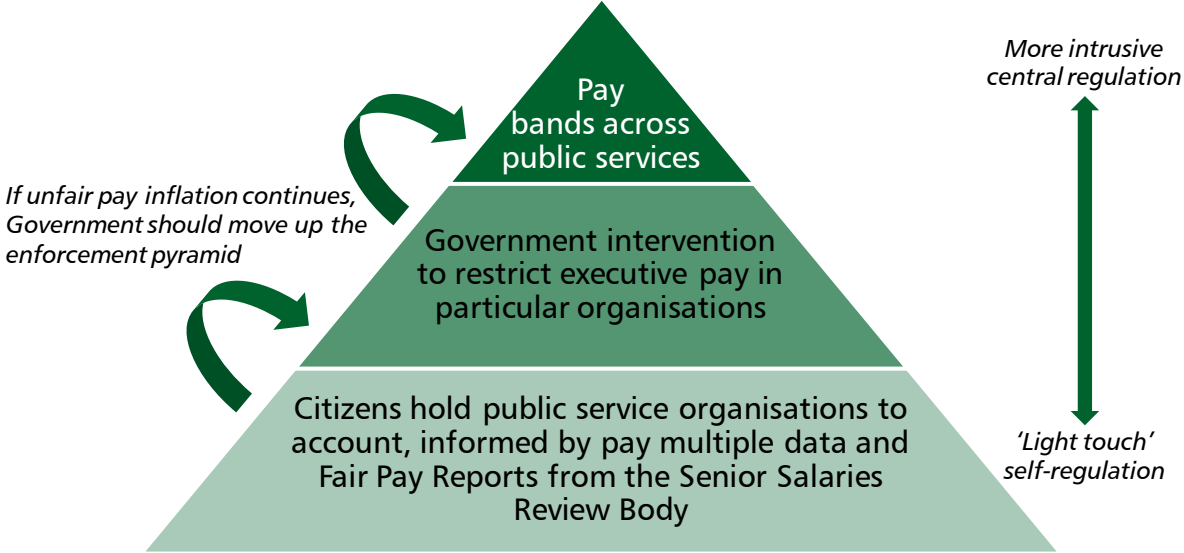 Pay
bands across
public services
More intrusive
central regulation
If unfair pay inflation continues,
Government should move up the
enforcement pyramid
Government intervention
to restrict executive pay in
particular organisations
Citizens hold public service organisations to
account, informed by pay multiple data and
Fair Pay Reports from the Senior Salaries
Review Body
‘Light touch’
self-regulation